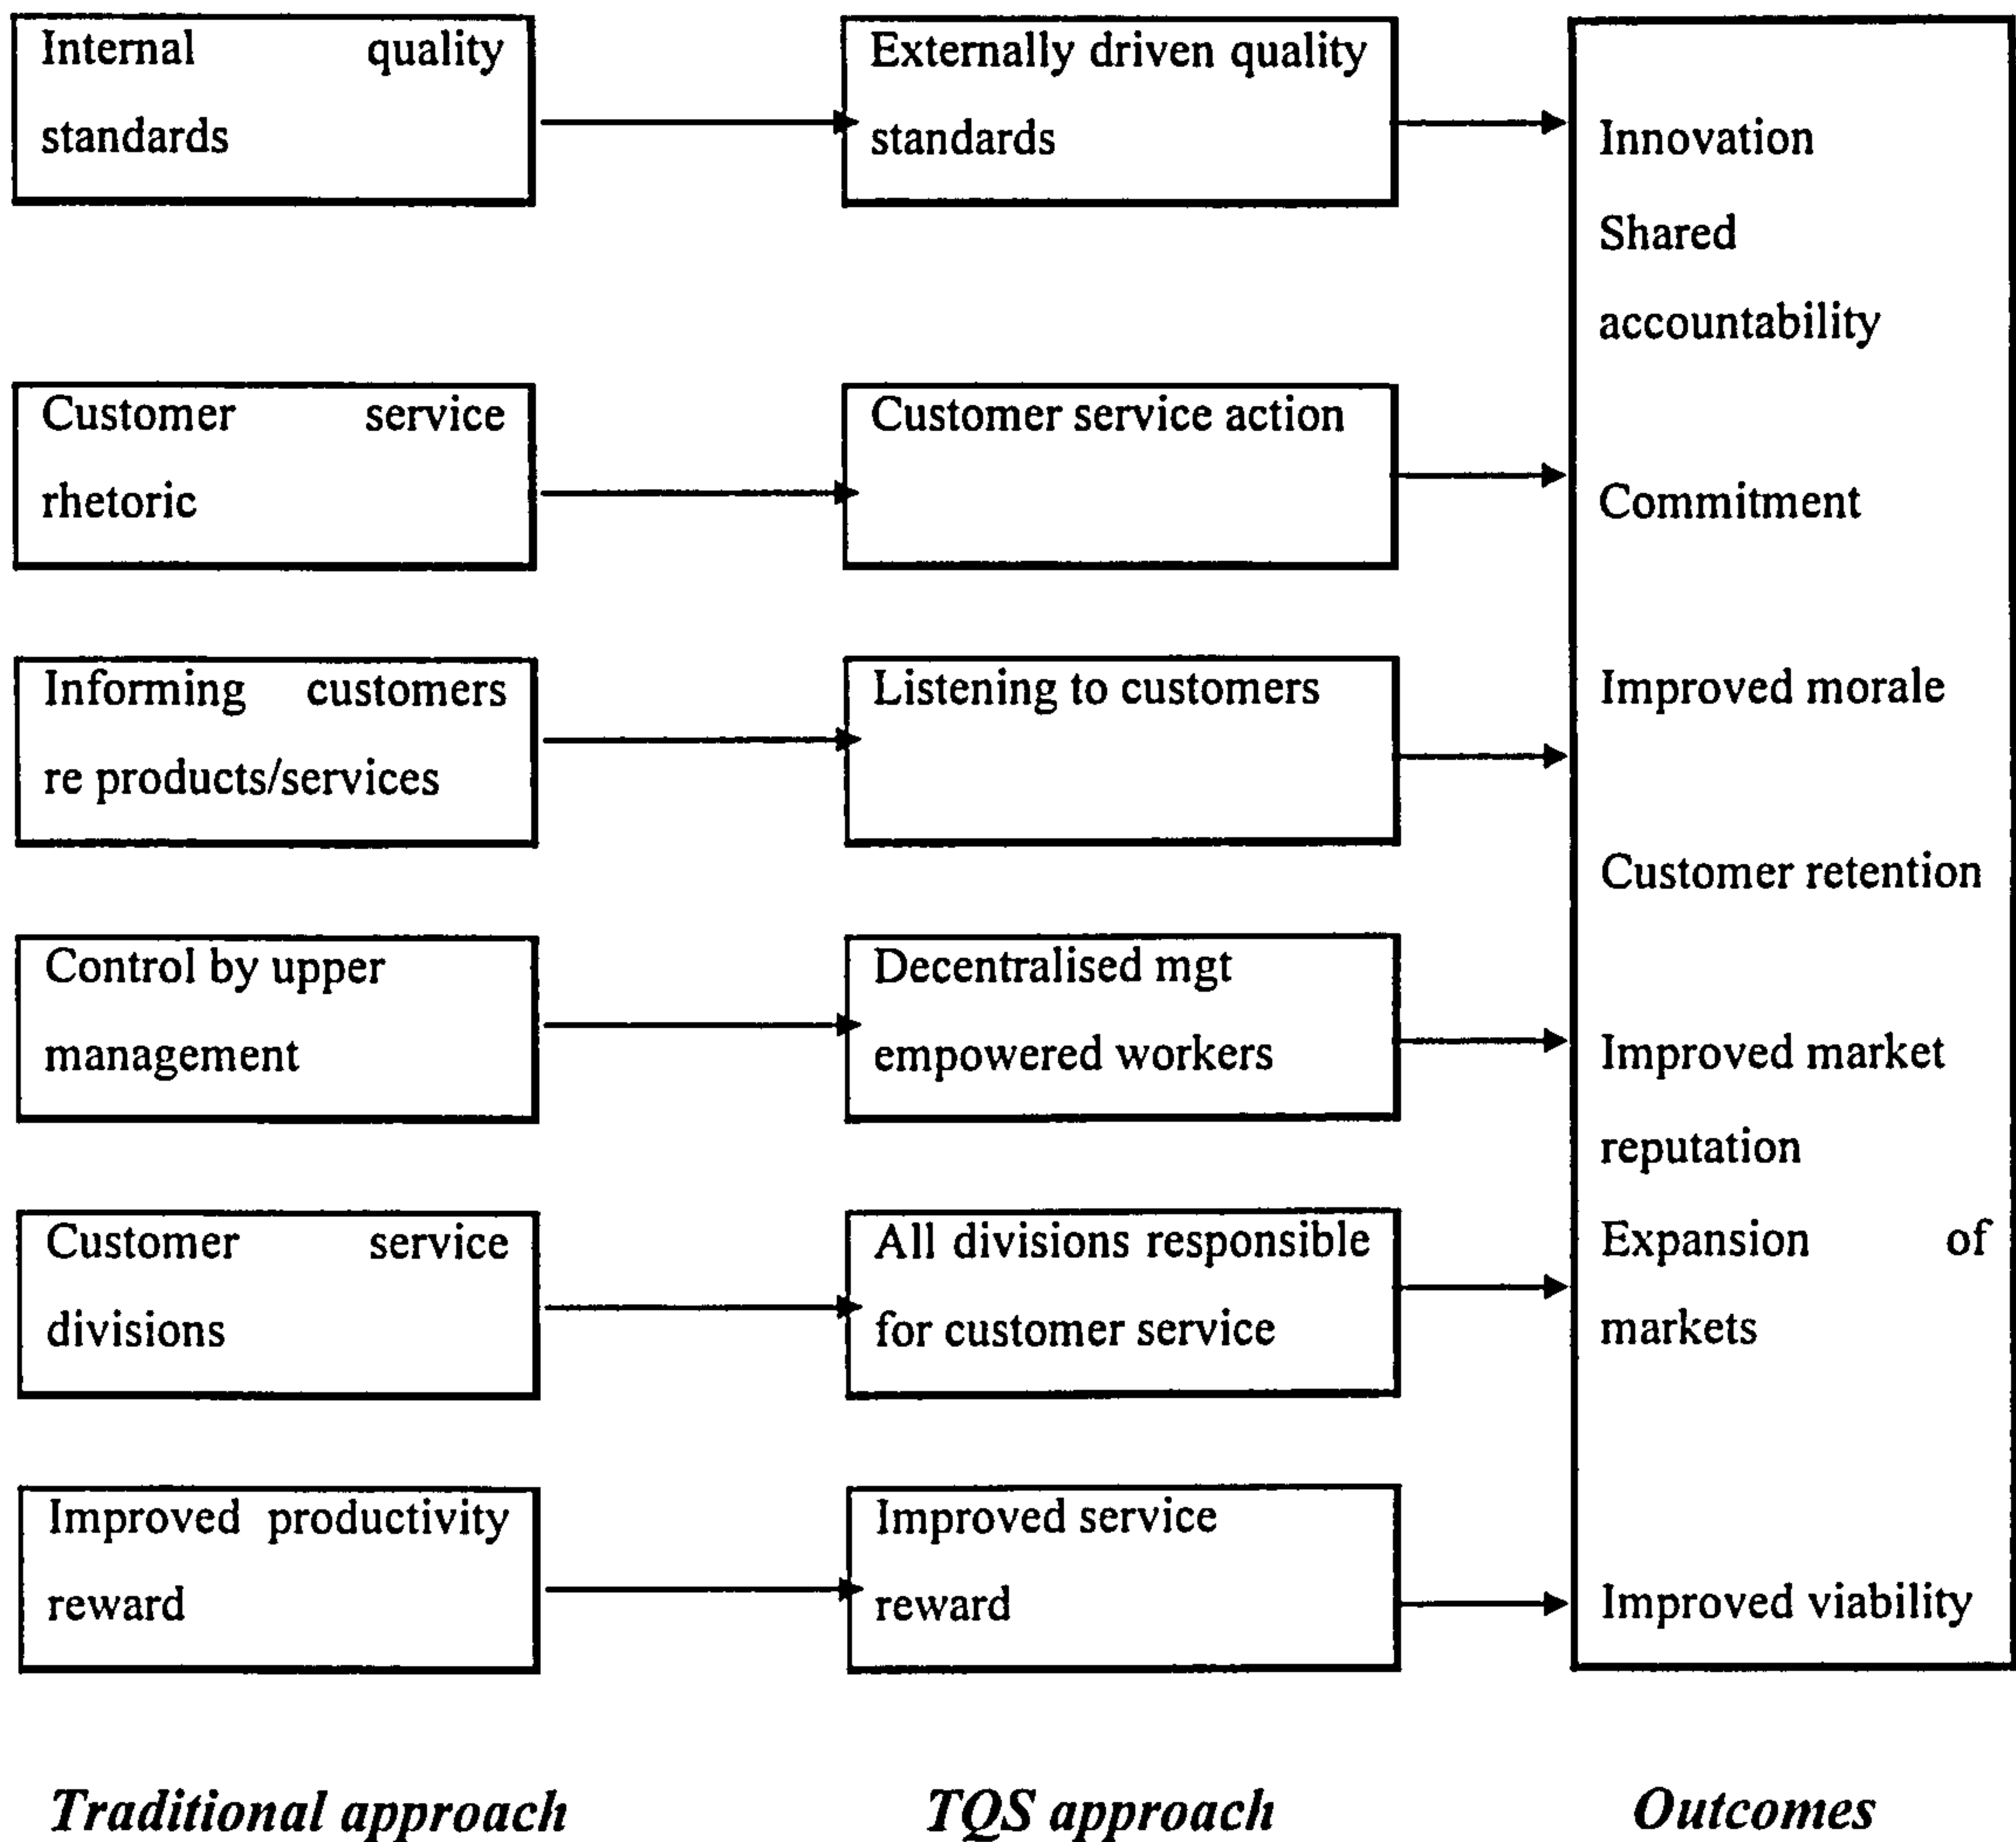 Internal quality
standards
Externally driven quality
standards
Customer service
rhetoric
Customer service action
Informing customers
re products/services
Listening to customers
Control by upper
management
Decentralised mgt
empowered workers
Customer service
divisions
All divisions responsible
for customer service
Improved productivity
reward
Improved service
reward
Innovation
Shared
accountability
Commitment
Improved morale
Customer retention
Improved market
reputation
Expansion of
markets
Improved viability
Traditional approach
TQS approach
Outcomes